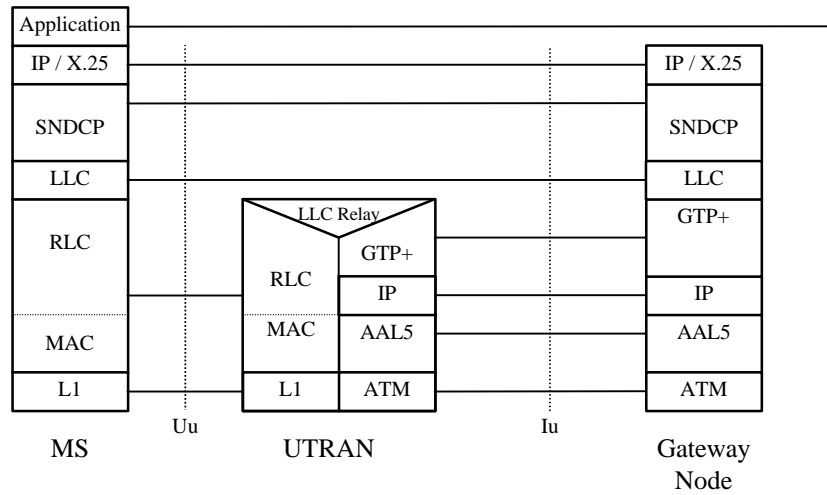 Application
IP / X.25
IP / X.25
SNDCP
SNDCP
LLC
LLC
LLC Relay
RLC
GTP+
GTP+
RLC
IP
IP
MAC
MAC
AAL5
AAL5
L1
L1
ATM
ATM
Uu
Iu
MS
UTRAN
Gateway
Node